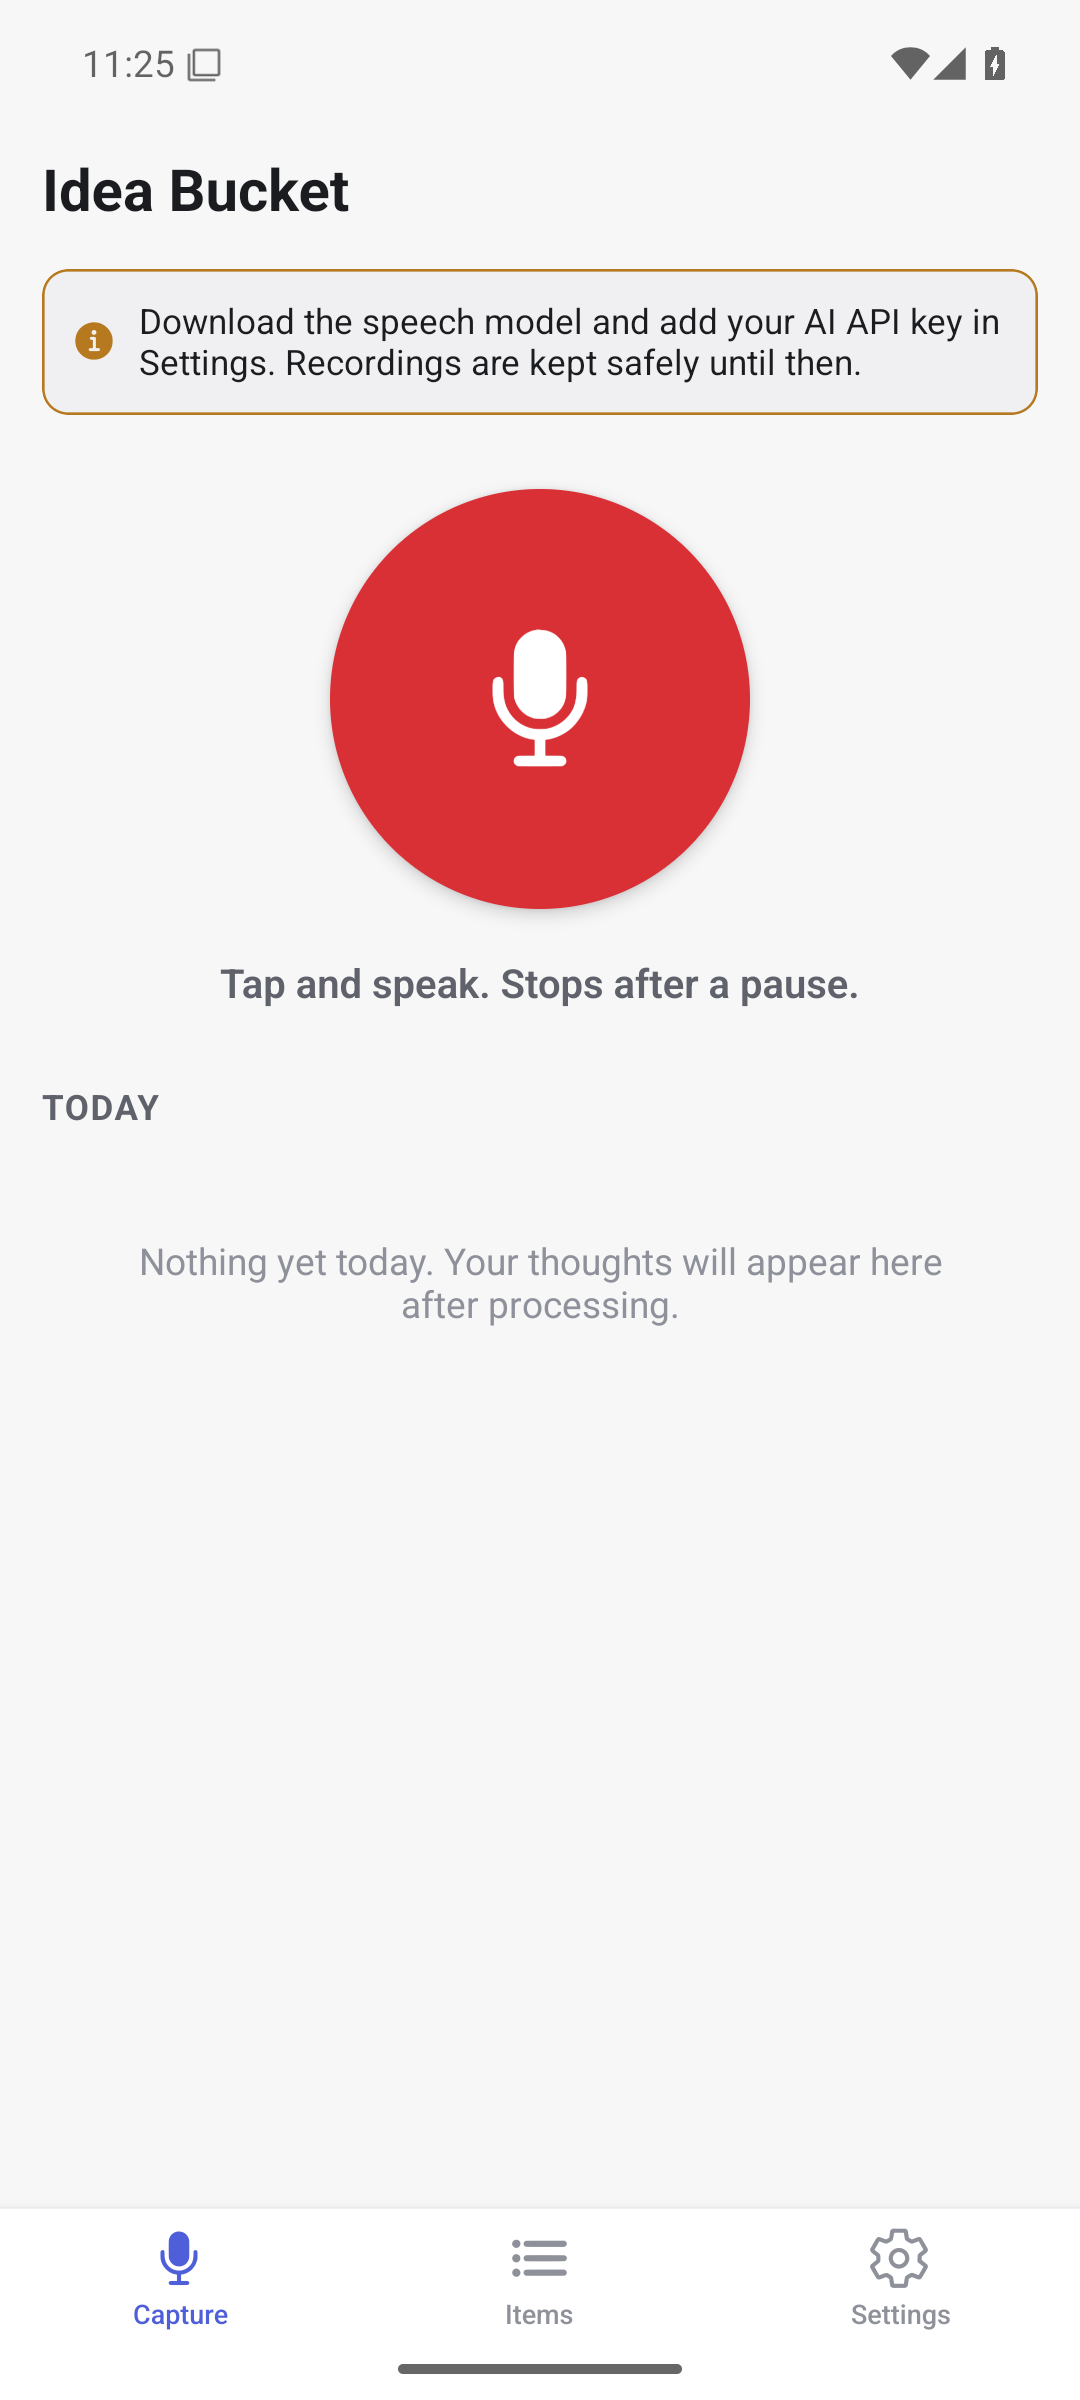 11:25
Idea Bucket
Download the speech model and add your AI API key in
Settings. Recordings are kept safely until then.
Tap and speak. Stops after a pause.
TODAY
Nothing yet today. Your thoughts will appear here
after processing.
Capture
Items
Settings